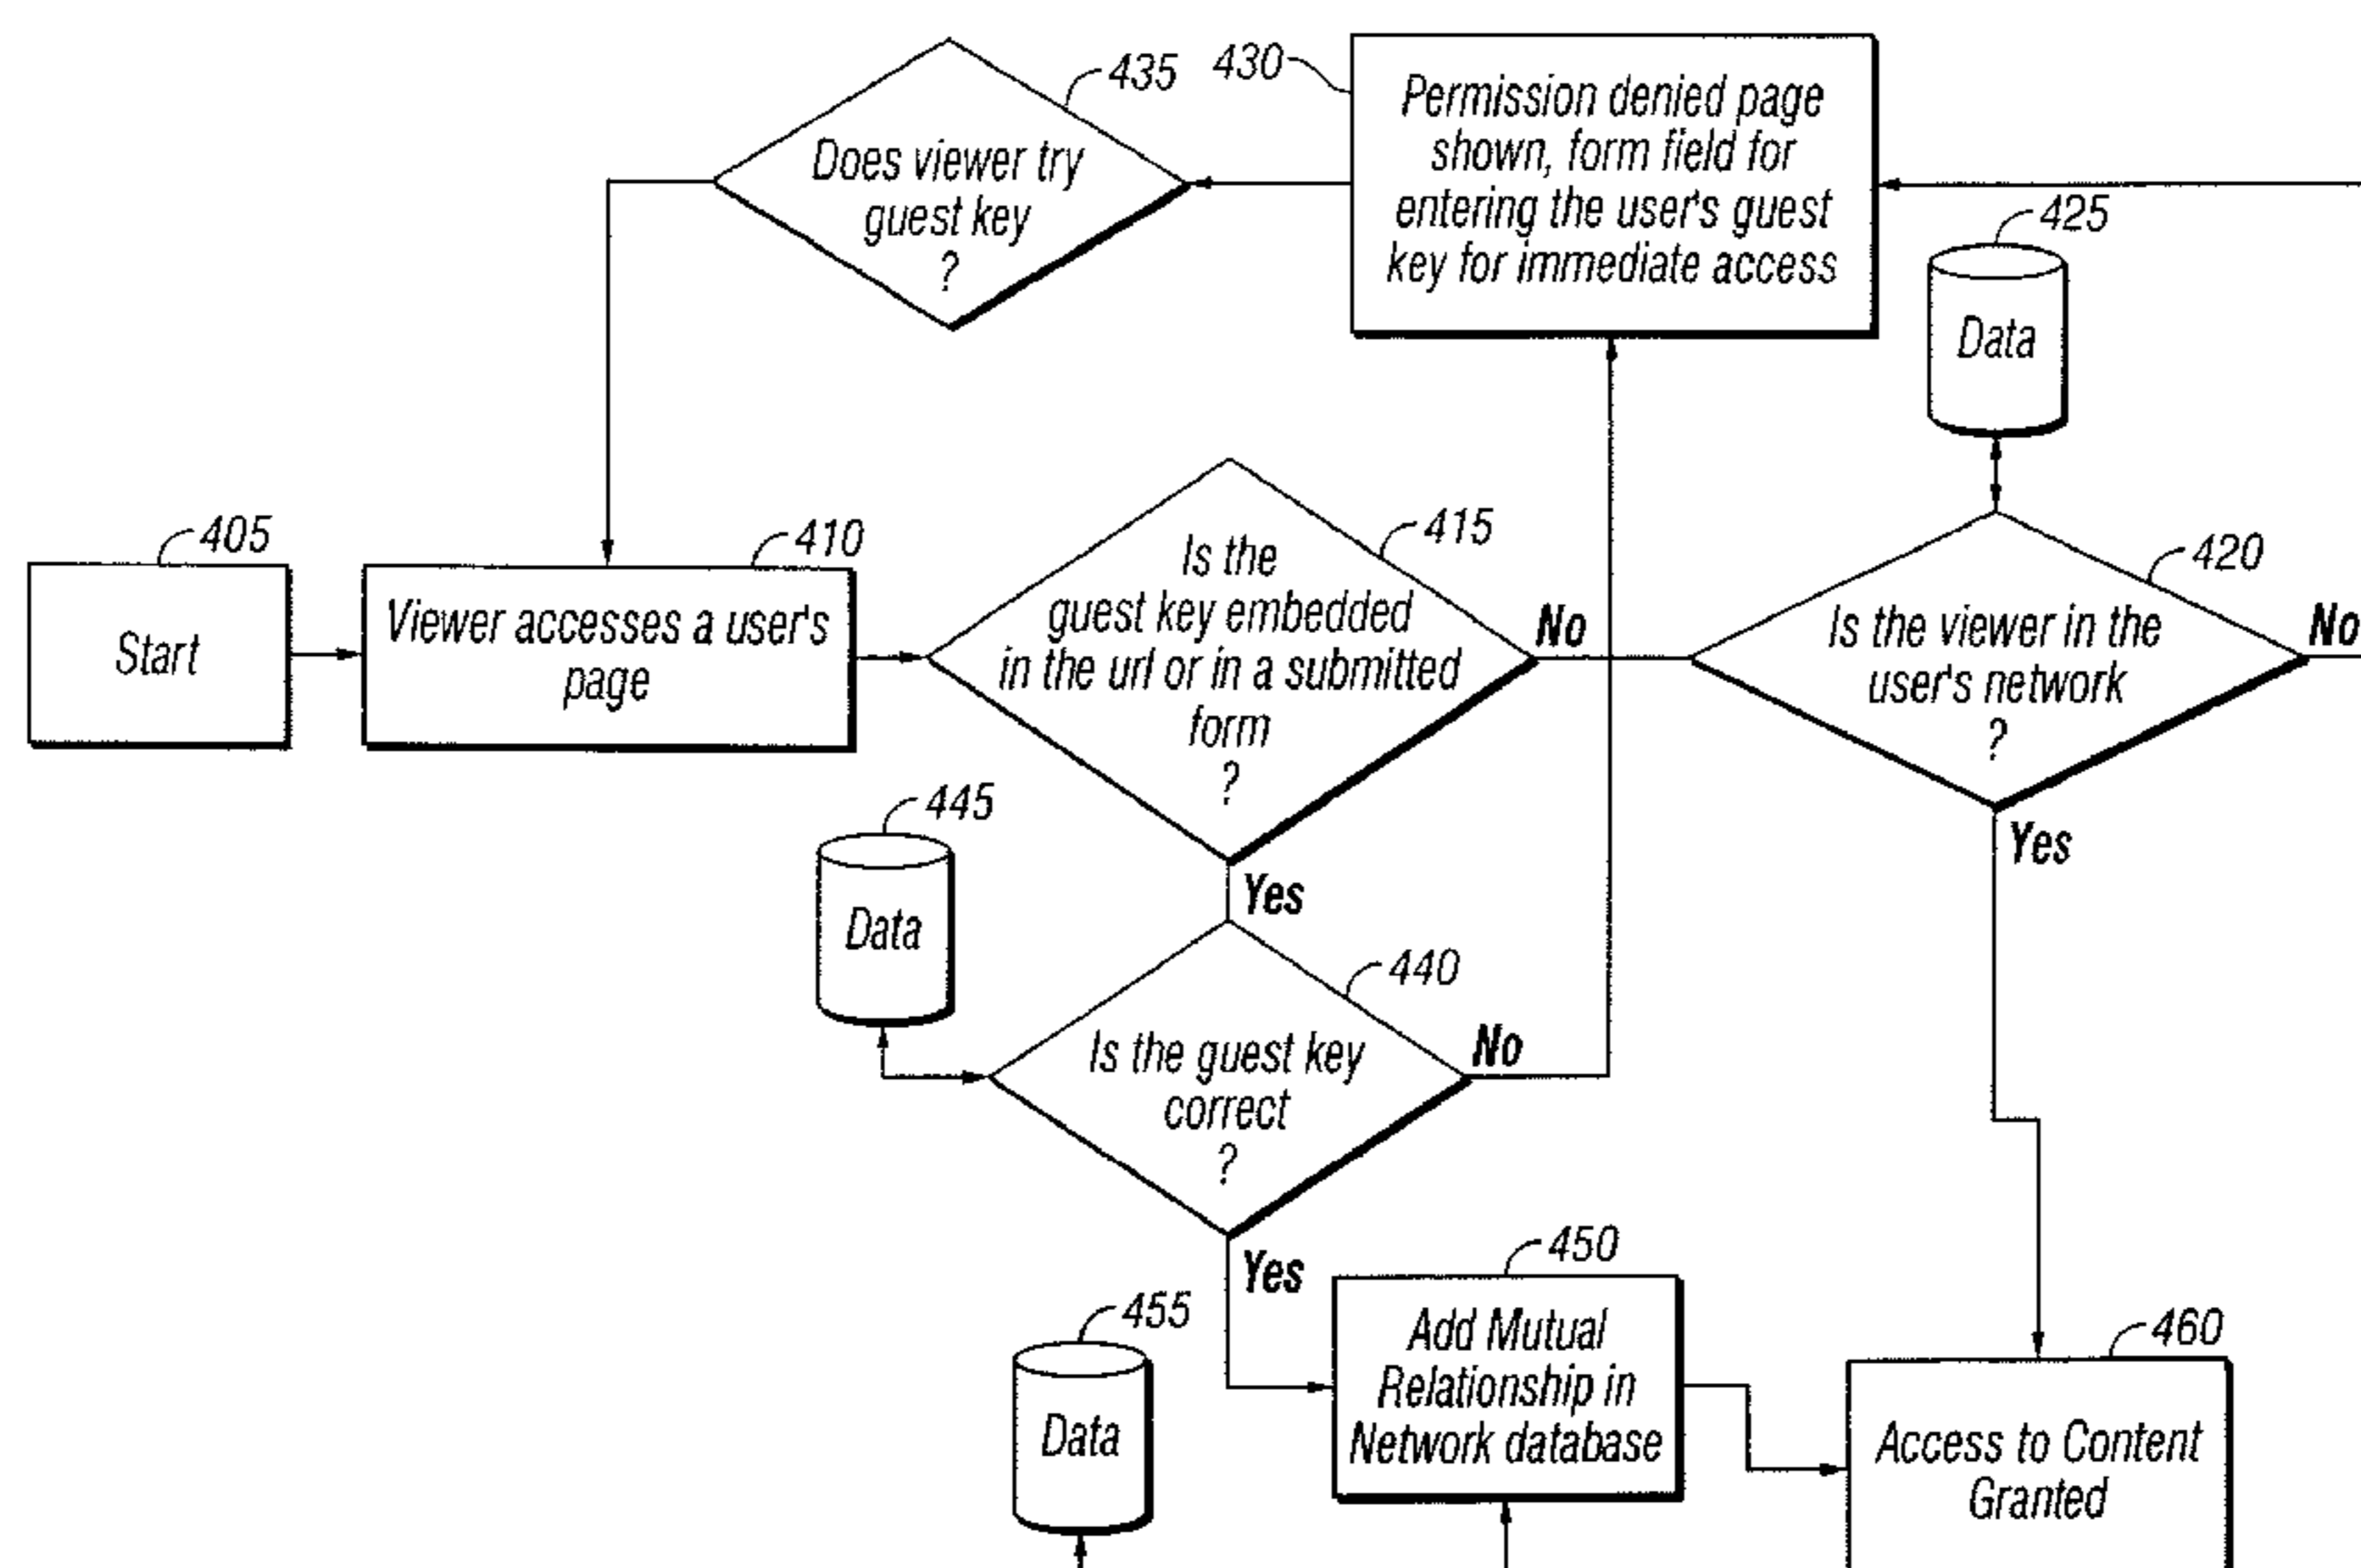 435
Does viewer try
guest key
?
430
Permission denied page
shown, form field for
entering the user's guest
key for immediate access
425
Data
405
Start
410
Viewer accesses a user's
page
415
Is the
guest key embedded
in the url or in a submitted
form
?
No
Yes
420
Is the viewer in the
user's network
?
No
Yes
445
Data
440
Is the guest key
correct
?
No
Yes
455
Data
450
Add Mutual
Relationship in
Network database
460
Access to Content
Granted